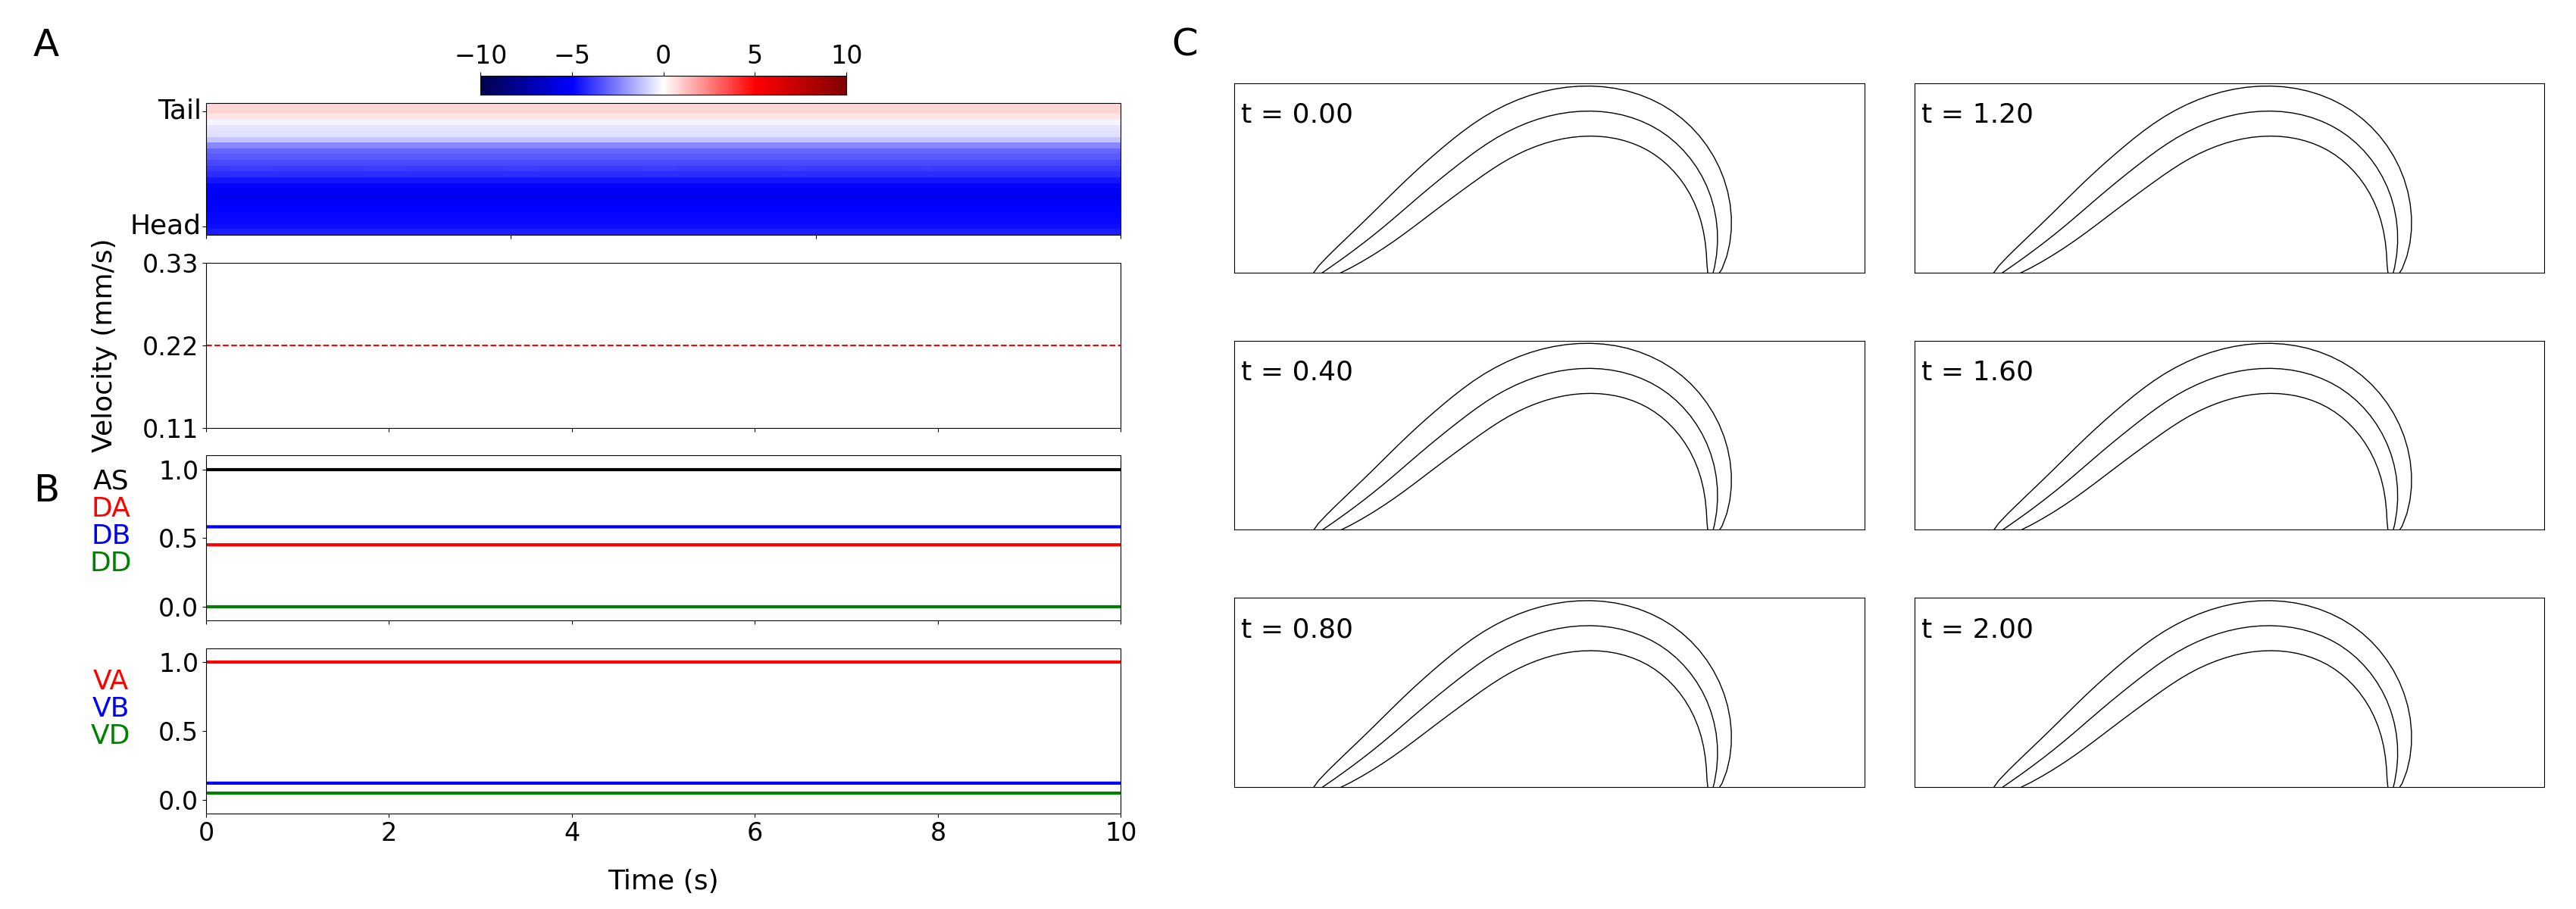 A
−10 −5 0 5 10
Tail
Head
Velocity (mm/s)
0.33
0.22
0.11
B
AS
DA
DB
DD
1.0
0.5
0.0
VA
VB
VD
1.0
0.5
0.0
0 2 4 6 8 10
Time (s)
C
t = 0.00
t = 1.20
t = 0.40
t = 1.60
t = 0.80
t = 2.00